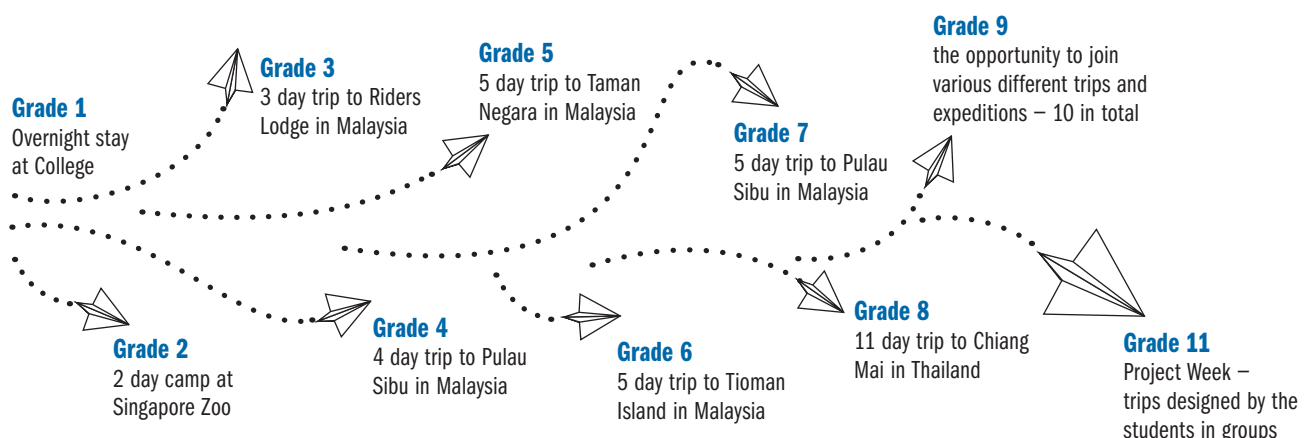 Grade 1
Overnight stay
at College
Grade 2
2 day camp at
Singapore Zoo
Grade 3
3 day trip to Riders
Lodge in Malaysia
Grade 4
4 day trip to Pulau
Sibu in Malaysia
Grade 5
5 day trip to Taman
Negara in Malaysia
Grade 6
5 day trip to Tioman
Island in Malaysia
Grade 7
5 day trip to Pulau
Sibu in Malaysia
Grade 8
11 day trip to Chiang
Mai in Thailand
Grade 9
the opportunity to join
various different trips and
expeditions – 10 in total
Grade 11
Project Week –
trips designed by the
students in groups